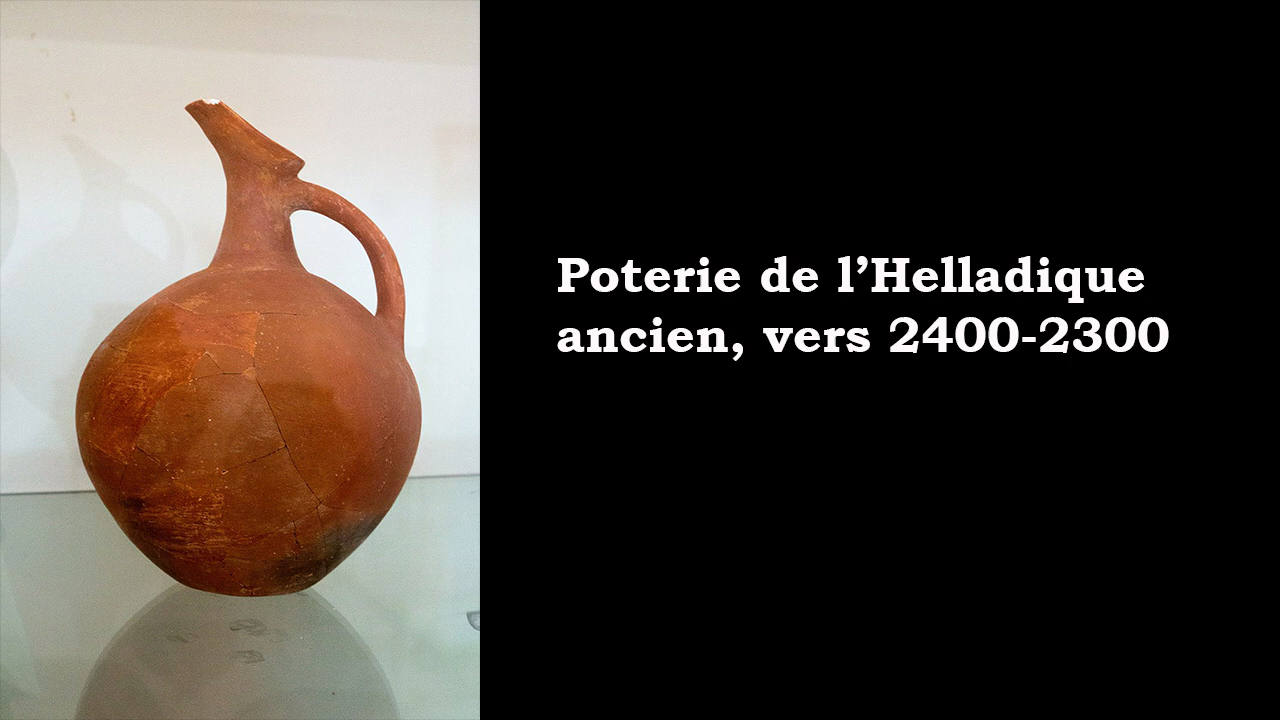 Poterie de l’Helladique
ancien, vers 2400-2300